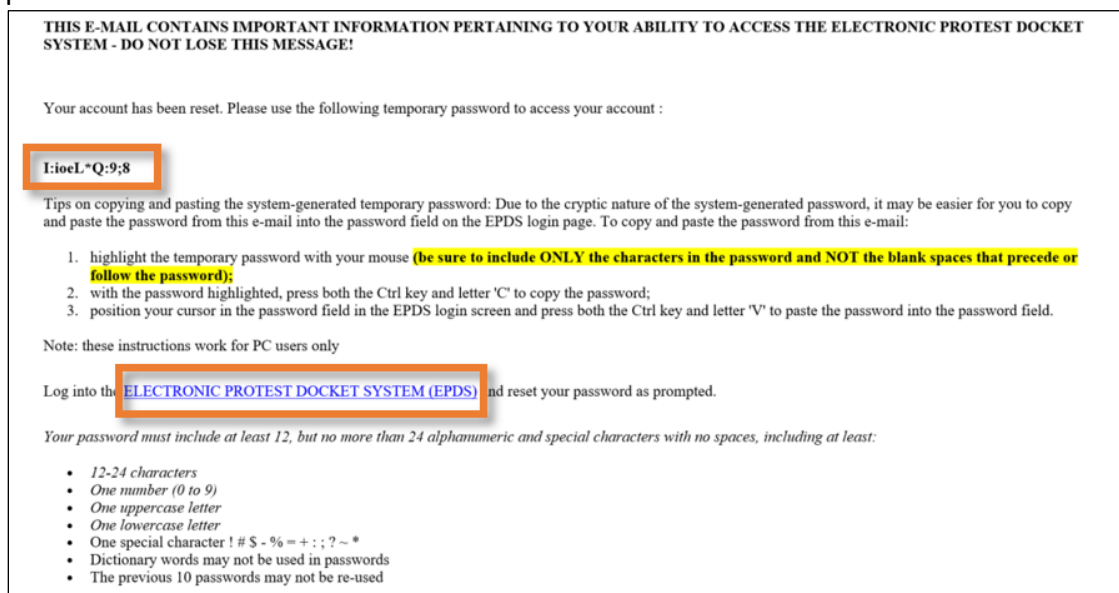 THIS E-MAIL CONTAINS IMPORTANT INFORMATION PERTAINING TO YOUR ABILITY TO ACCESS THE ELECTRONIC PROTEST DOCKET
SYSTEM - DO NOT LOSE THIS MESSAGE!
Your account has been reset. Please use the following temporary password to access your account :
I:ioeL*Q:9;8
Tips on copying and pasting the system-generated temporary password: Due to the cryptic nature of the system-generated password, it may be easier for you to copy
and paste the password from this e-mail into the password field on the EPDS login page. To copy and paste the password from this e-mail:
1. highlight the temporary password with your mouse (be sure to include ONLY the characters in the password and NOT the blank spaces that precede or
follow the password);
2. with the password highlighted, press both the Ctrl key and letter 'C' to copy the password;
3. position your cursor in the password field in the EPDS login screen and press both the Ctrl key and letter 'V' to paste the password into the password field.
Note: these instructions work for PC users only
Log into the ELECTRONIC PROTEST DOCKET SYSTEM (EPDS) and reset your password as prompted.
Your password must include at least 12, but no more than 24 alphanumeric and special characters with no spaces, including at least:
• 12-24 characters
• One number (0 to 9)
• One uppercase letter
• One lowercase letter
• One special character ! # $ - % = + : ; ? ~ *
• Dictionary words may not be used in passwords
• The previous 10 passwords may not be re-used